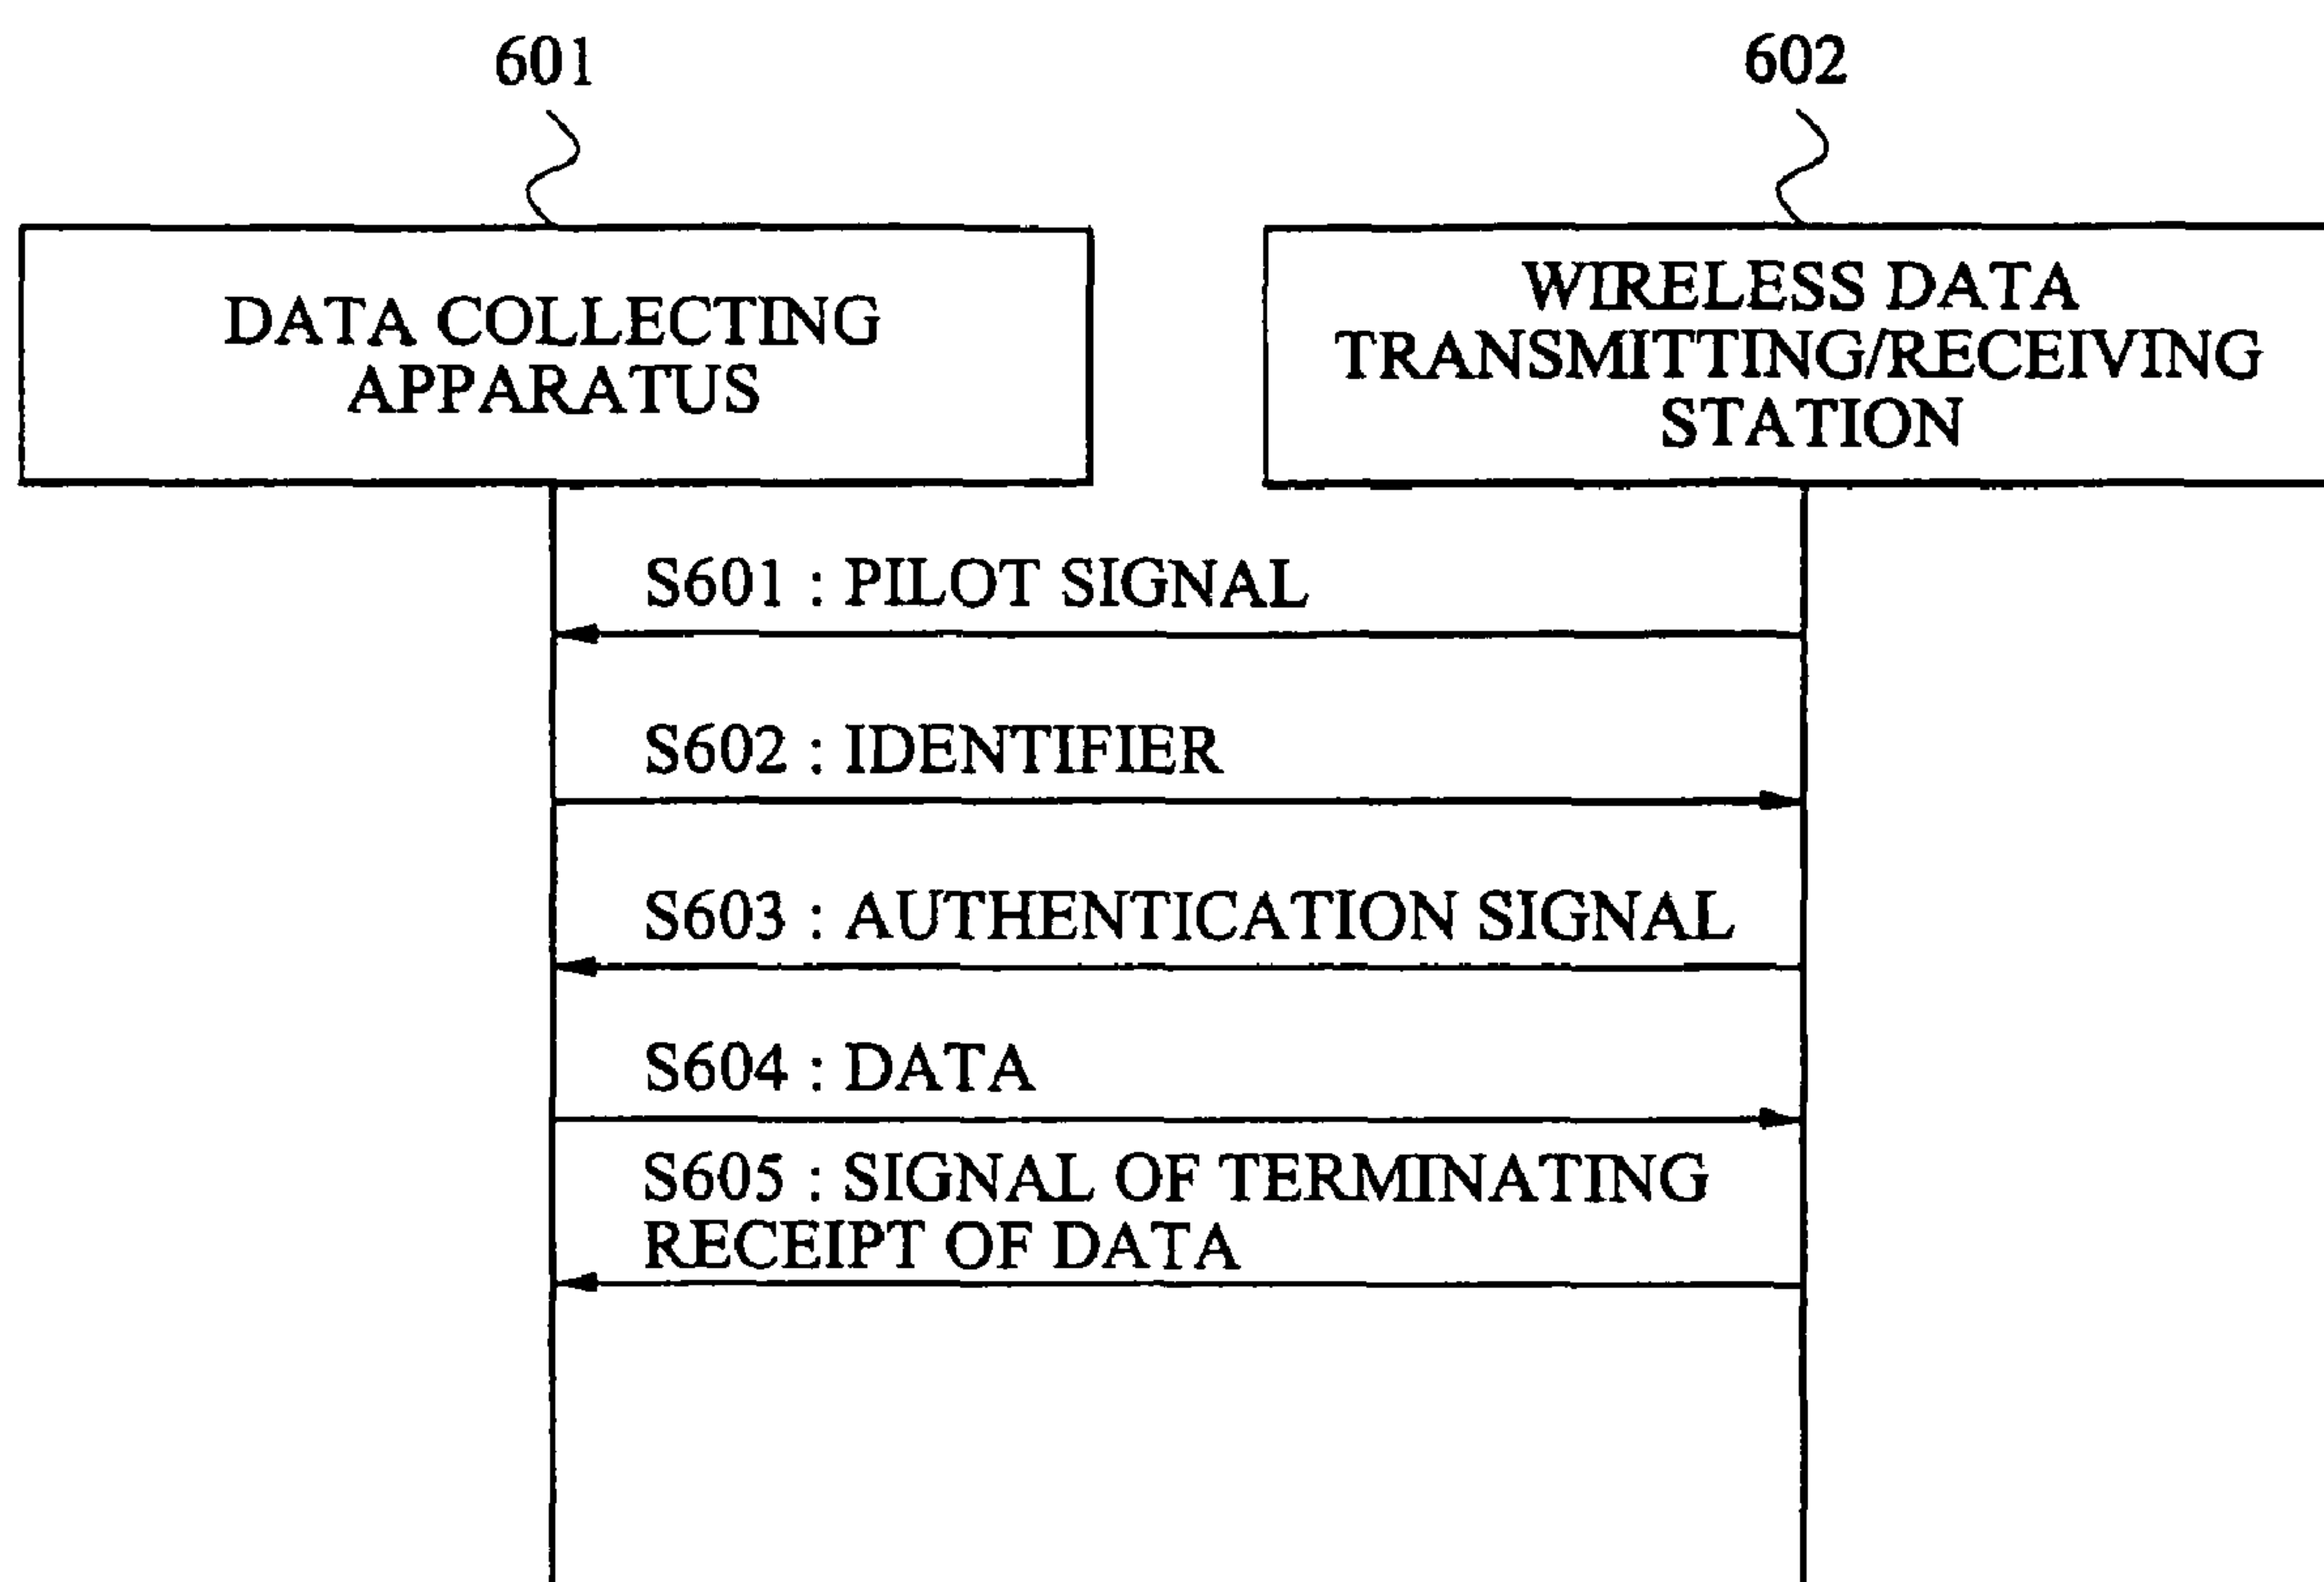 601
602
DATA COLLECTING
APPARATUS
WIRELESS DATA
TRANSMITTING/RECEIVING
STATION
S601 : PILOT SIGNAL
S602 : IDENTIFIER
S603 : AUTHENTICATION SIGNAL
S604 : DATA
S605 : SIGNAL OF TERMINATING
RECEIPT OF DATA